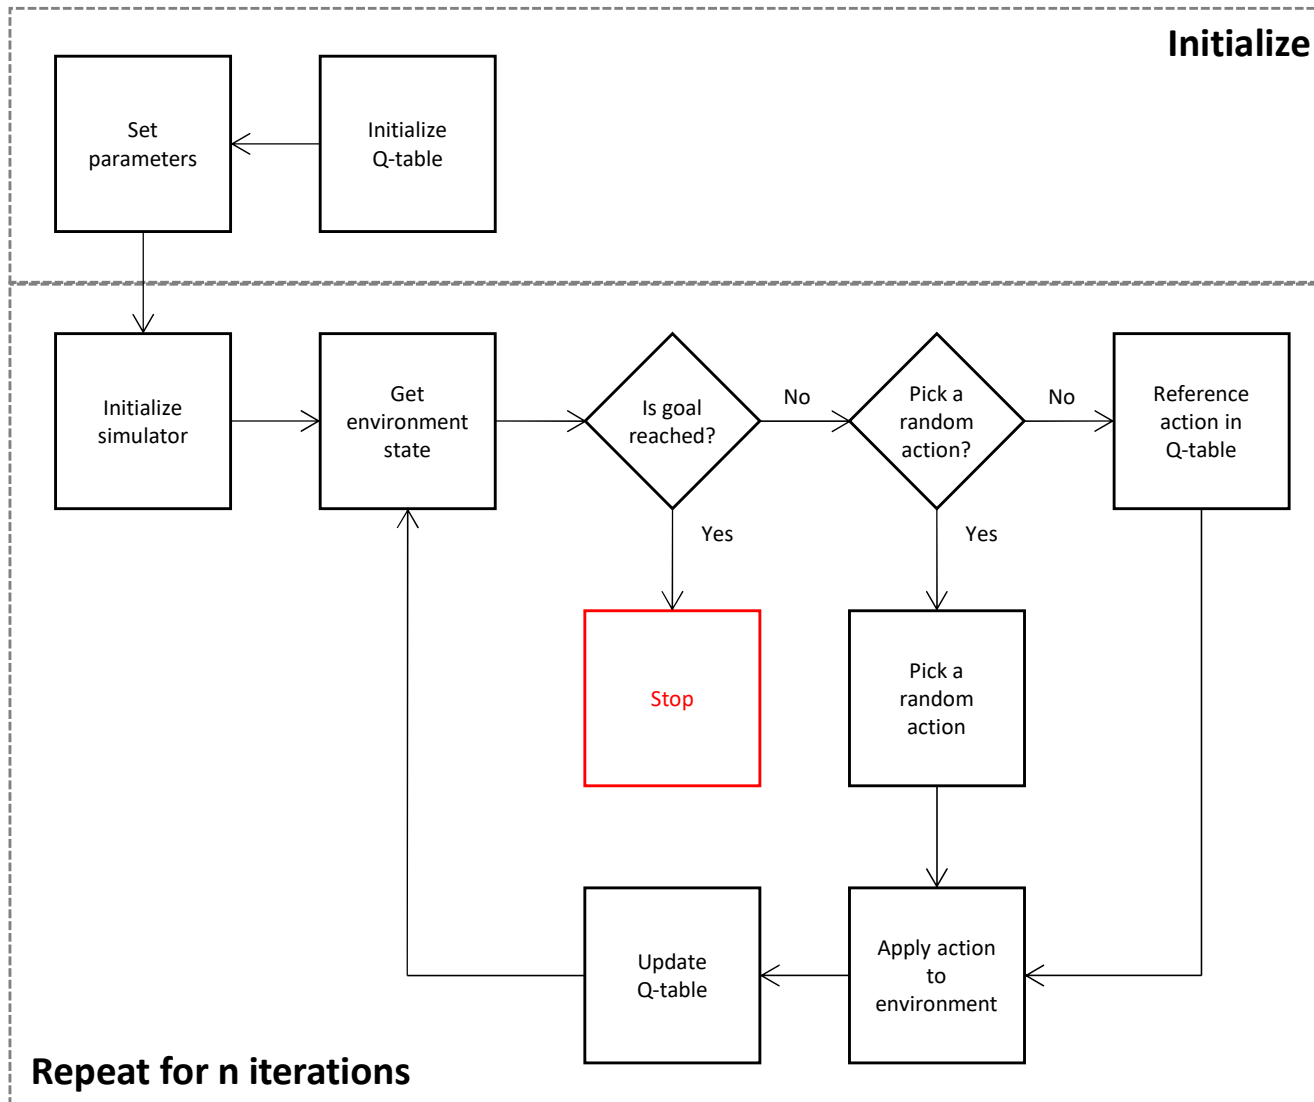 Initialize
Set
parameters
Initialize
Q-table
Initialize
simulator
Get
environment
state
Is goal
reached?
No
Pick a
random
action?
No
Reference
action in
Q-table
Yes
Yes
Stop
Pick a
random
action
Update
Q-table
Apply action
to
environment
Repeat for n iterations